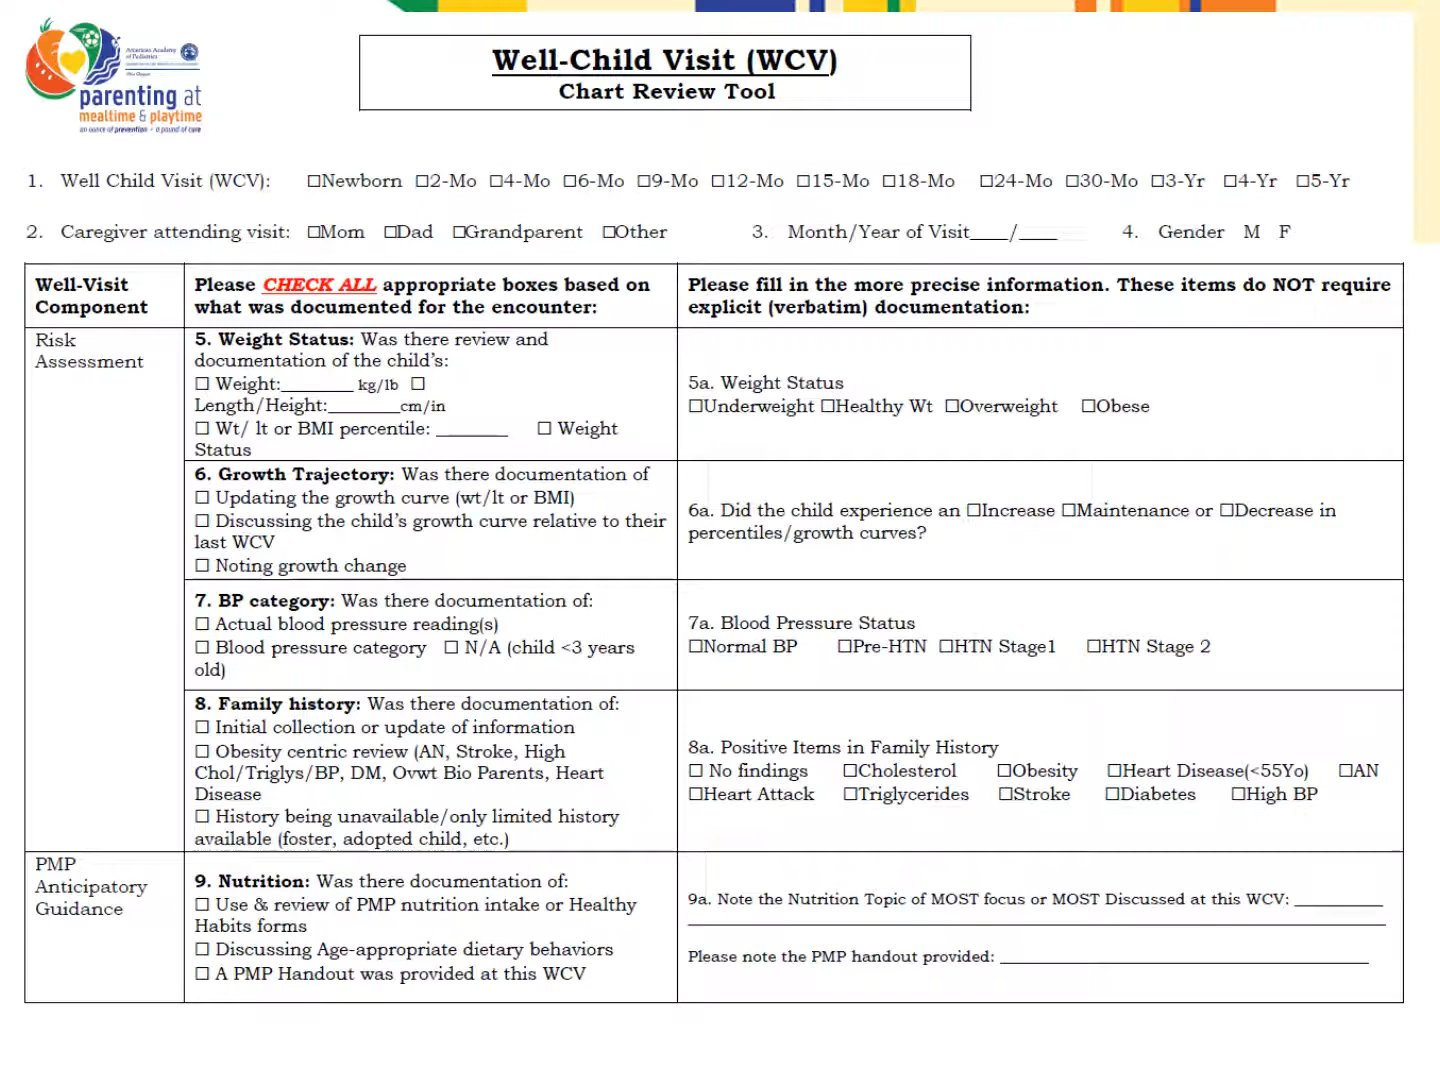 American Academy
of Pediatrics
Ohio Chapter
parenting at
mealtime & playtime
an ounce of prevention • a pound of cure
Well-Child Visit (WCV)
Chart Review Tool
1. Well Child Visit (WCV): ☐Newborn ☐2-Mo ☐4-Mo ☐6-Mo ☐9-Mo ☐12-Mo ☐15-Mo ☐18-Mo ☐24-Mo ☐30-Mo ☐3-Yr ☐4-Yr ☐5-Yr
2. Caregiver attending visit: ☐Mom ☐Dad ☐Grandparent ☐Other 3. Month/Year of Visit____/____ 4. Gender M F
Well-Visit
Component
Please CHECK ALL appropriate boxes based on
what was documented for the encounter:
Please fill in the more precise information. These items do NOT require
explicit (verbatim) documentation:
Risk
Assessment
5. Weight Status: Was there review and
documentation of the child's:
☐ Weight:_______ kg/lb ☐
Length/Height:_______cm/in
☐ Wt/ lt or BMI percentile: _______ ☐ Weight
Status
5a. Weight Status
☐Underweight ☐Healthy Wt ☐Overweight ☐Obese
6. Growth Trajectory: Was there documentation of
☐ Updating the growth curve (wt/lt or BMI)
☐ Discussing the child's growth curve relative to their
last WCV
☐ Noting growth change
6a. Did the child experience an ☐Increase ☐Maintenance or ☐Decrease in
percentiles/growth curves?
7. BP category: Was there documentation of:
☐ Actual blood pressure reading(s)
☐ Blood pressure category ☐ N/A (child <3 years
old)
7a. Blood Pressure Status
☐Normal BP ☐Pre-HTN ☐HTN Stage1 ☐HTN Stage 2
8. Family history: Was there documentation of:
☐ Initial collection or update of information
☐ Obesity centric review (AN, Stroke, High
Chol/Triglys/BP, DM, Ovwt Bio Parents, Heart
Disease
☐ History being unavailable/only limited history
available (foster, adopted child, etc.)
8a. Positive Items in Family History
☐ No findings ☐Cholesterol ☐Obesity ☐Heart Disease(<55Yo) ☐AN
☐Heart Attack ☐Triglycerides ☐Stroke ☐Diabetes ☐High BP
PMP
Anticipatory
Guidance
9. Nutrition: Was there documentation of:
☐ Use & review of PMP nutrition intake or Healthy
Habits forms
☐ Discussing Age-appropriate dietary behaviors
☐ A PMP Handout was provided at this WCV
9a. Note the Nutrition Topic of MOST focus or MOST Discussed at this WCV: _________
Please note the PMP handout provided: _____________________________________